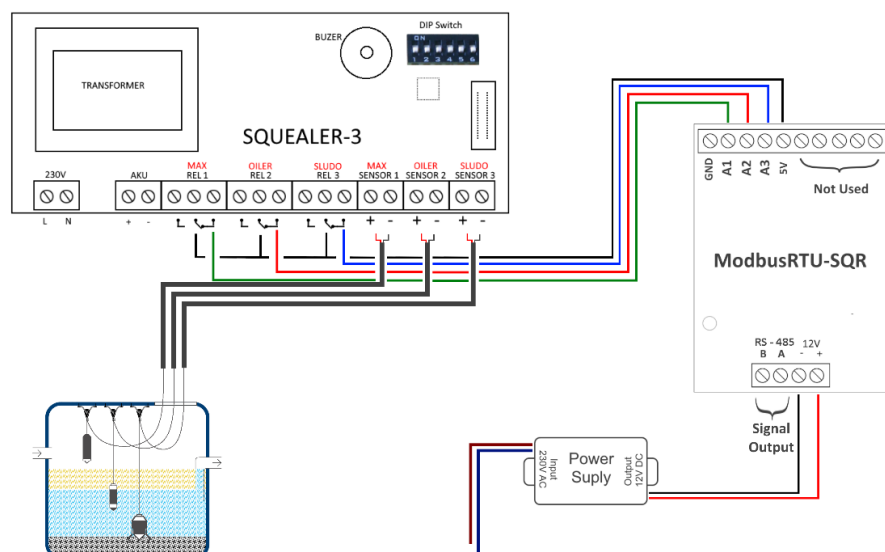 DIP Switch
BUZER
ON
1 2 3 4 5 6
TRANSFORMER
SQUEALER-3
MAX OILER SLUDO MAX OILER SLUDO
230V AKU REL 1 REL 2 REL 3 SENSOR 1 SENSOR 2 SENSOR 3
L N + - + - + - + -
GND A1 A2 A3 5V
Not Used
ModbusRTU-SQR
RS - 485 12V
B A - +
Signal
Output
Input
230V AC
Power
Suply
Output
12V DC